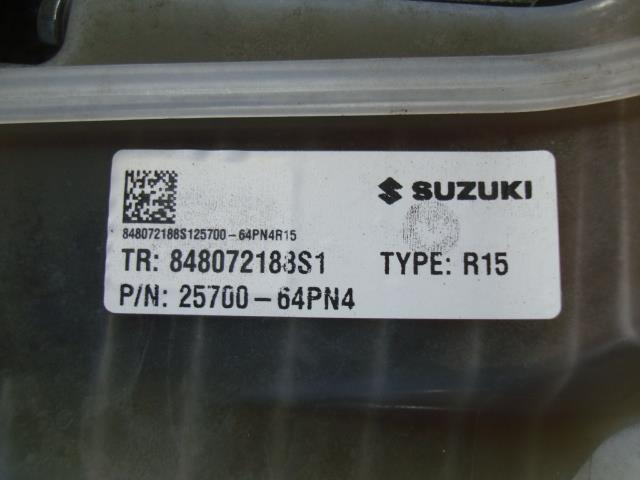 SUZUKI
848072188S125700-64PN4R15
TR: 848072188S1 TYPE: R15
P/N: 25700-64PN4